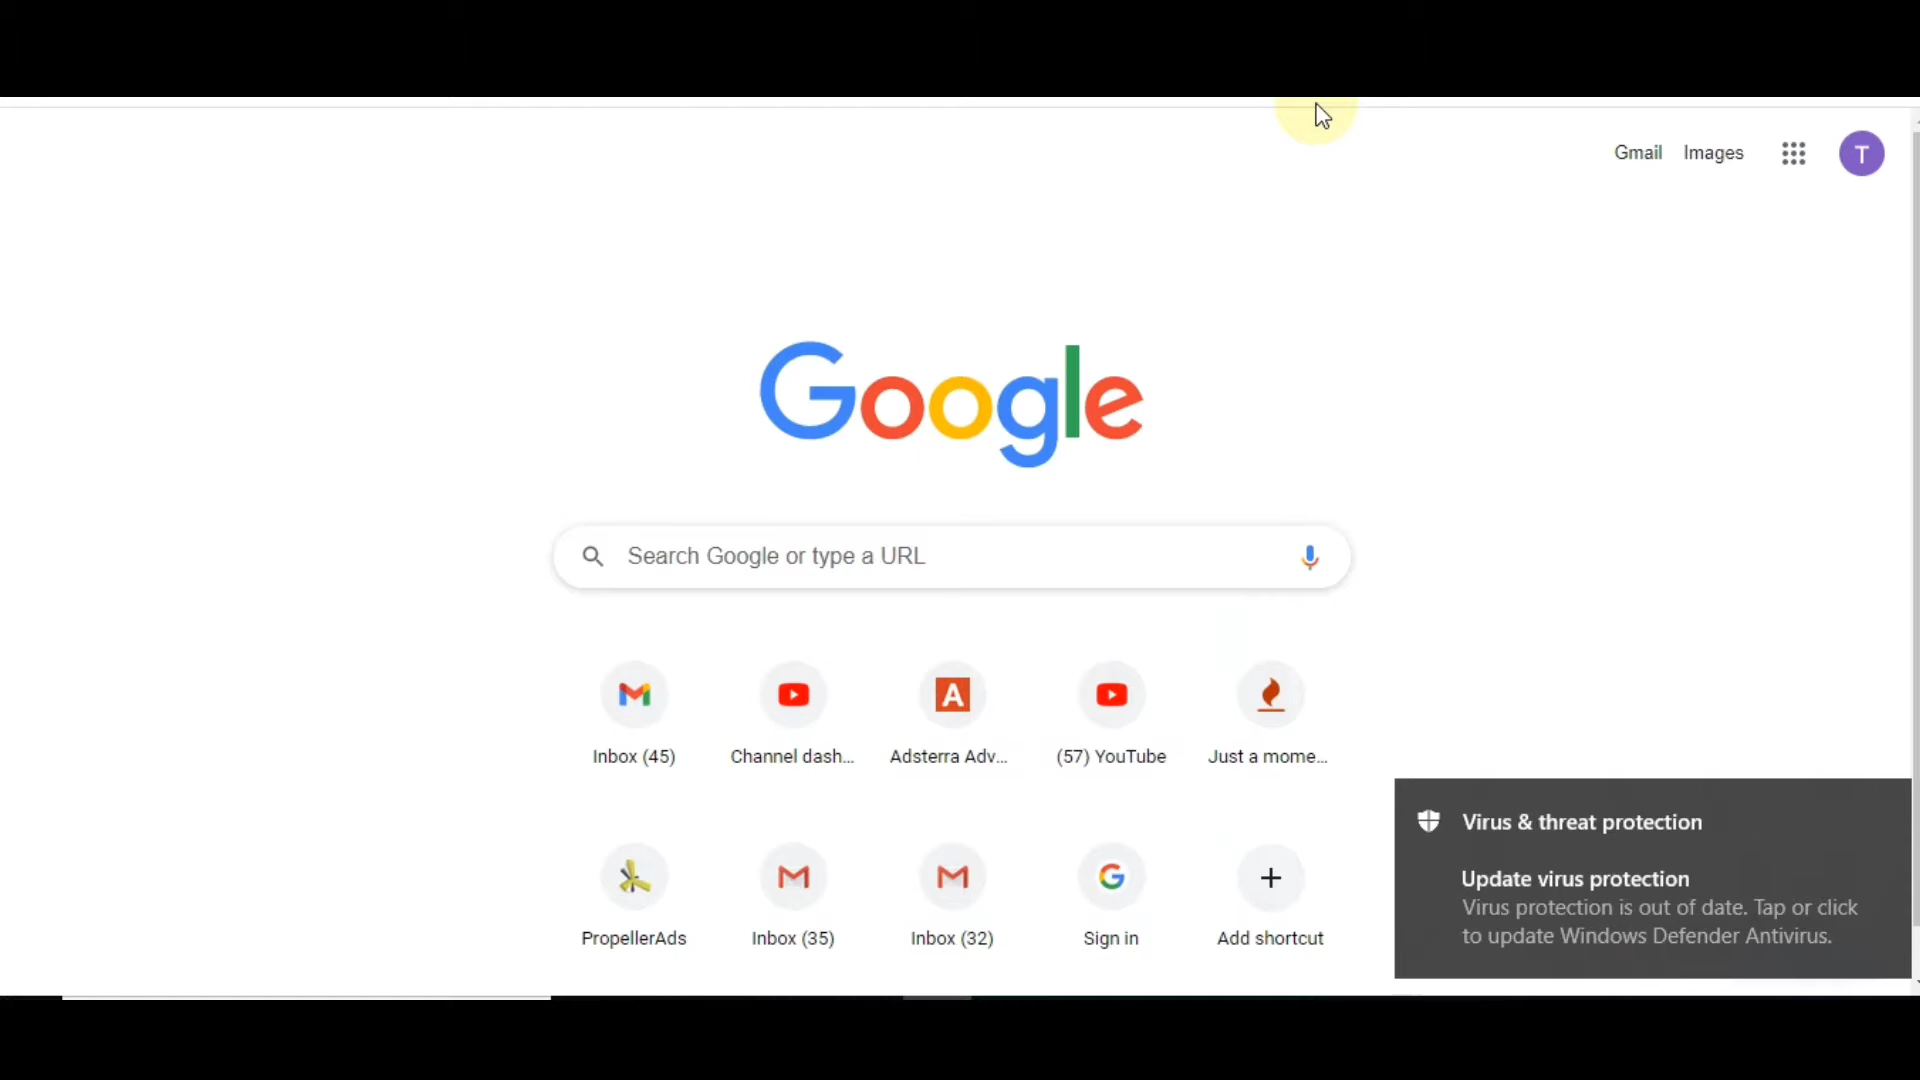 Gmail Images T
Google
Search Google or type a URL
Inbox (45) Channel dash... Adsterra Adv... (57) YouTube Just a mome...
PropellerAds Inbox (35) Inbox (32) Sign in Add shortcut
Virus & threat protection
Update virus protection
Virus protection is out of date. Tap or click
to update Windows Defender Antivirus.